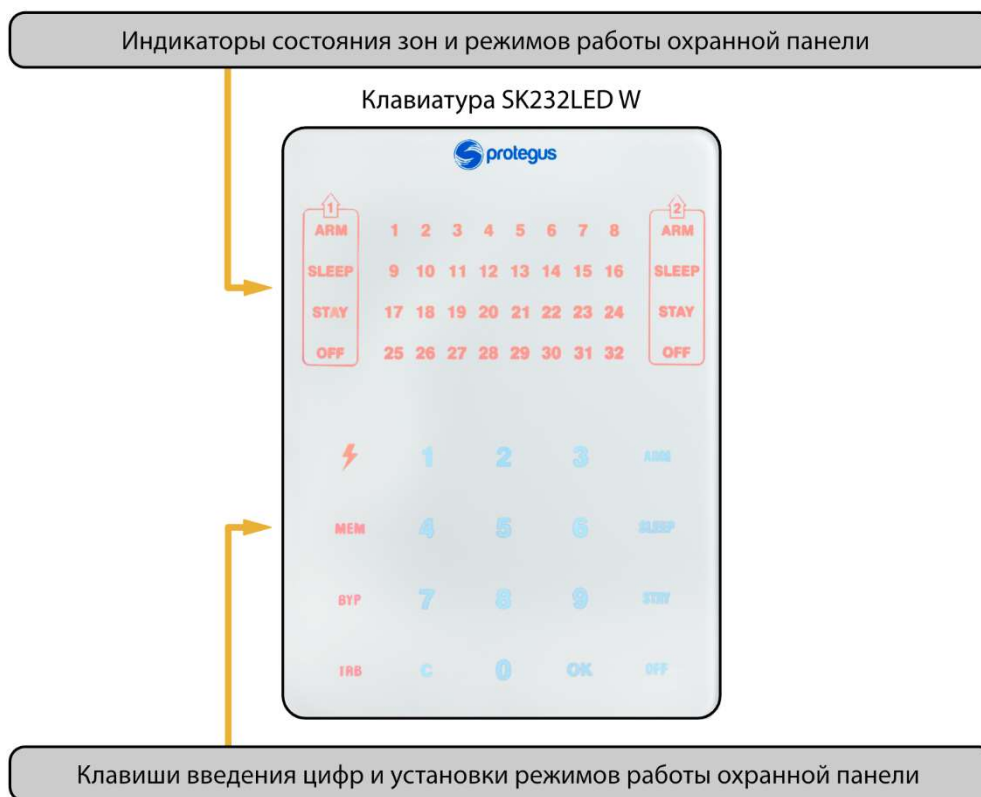 Индикаторы состояния зон и режимов работы охранной панели
Клавиатура SK232LED W
protegus
1 2
ARM 1 2 3 4 5 6 7 8 ARM
SLEEP 9 10 11 12 13 14 15 16 SLEEP
STAY 17 18 19 20 21 22 23 24 STAY
OFF 25 26 27 28 29 30 31 32 OFF
1 2 3 ARM
MEM 4 5 6 SLEEP
BYP 7 8 9 STAY
TRB C 0 OK OFF
Клавиши введения цифр и установки режимов работы охранной панели